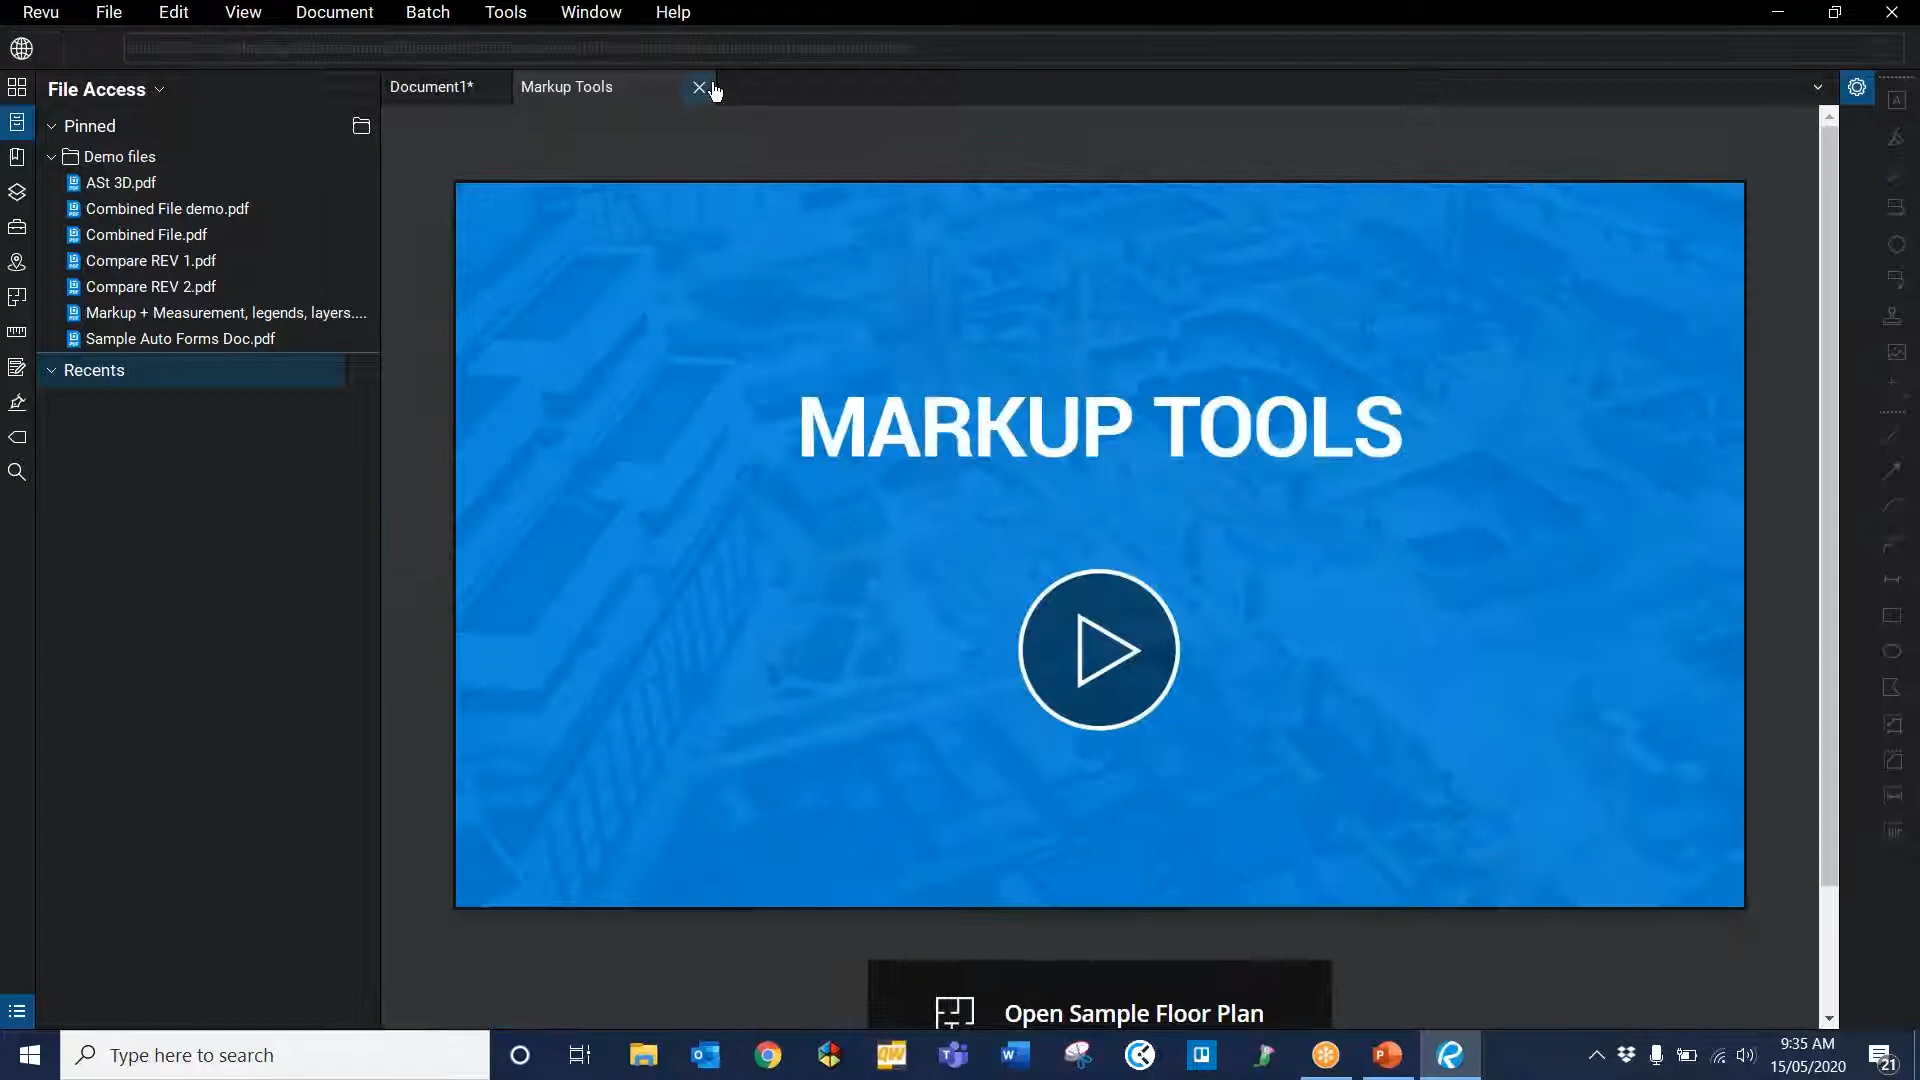 Revu File Edit View Document Batch Tools Window Help
File Access
Document1* Markup Tools
Pinned
Demo files
ASt 3D.pdf
Combined File demo.pdf
Combined File.pdf
Compare REV 1.pdf
Compare REV 2.pdf
Markup + Measurement, legends, layers....
Sample Auto Forms Doc.pdf
Recents
MARKUP TOOLS
Open Sample Floor Plan
Type here to search
9:35 AM
15/05/2020
21